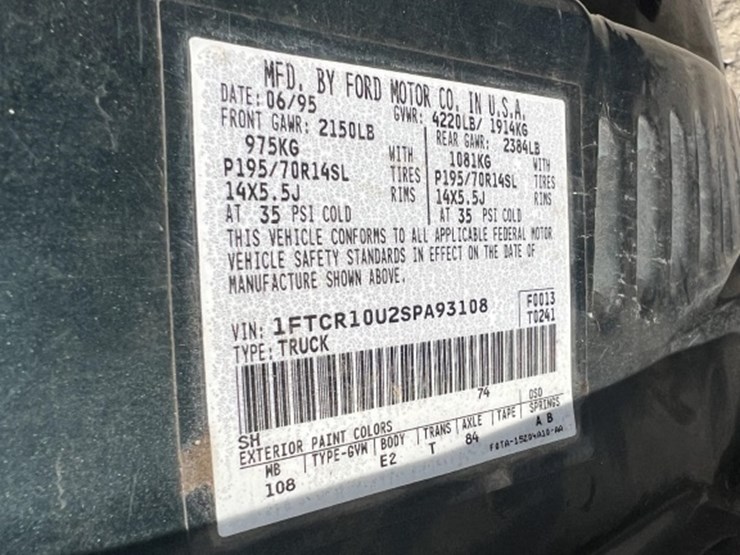 MFD. BY FORD MOTOR CO. IN U.S.A.
DATE: 06/95 GVWR: 4220LB/ 1914KG
FRONT GAWR: 2150LB REAR GAWR: 2384LB
975KG WITH 1081KG WITH
P195/70R14SL TIRES P195/70R14SL TIRES
14X5.5J RIMS 14X5.5J RIMS
AT 35 PSI COLD AT 35 PSI COLD
THIS VEHICLE CONFORMS TO ALL APPLICABLE FEDERAL MOTOR
VEHICLE SAFETY STANDARDS IN EFFECT ON THE DATE OF
MANUFACTURE SHOWN ABOVE.
VIN: 1FTCR10U2SPA93108 F0013
TYPE: TRUCK T0241
74
SH
EXTERIOR PAINT COLORS DSO
WB TYPE-GVW BODY TRANS AXLE TAPE SPRINGS
108 E2 T 84 A B